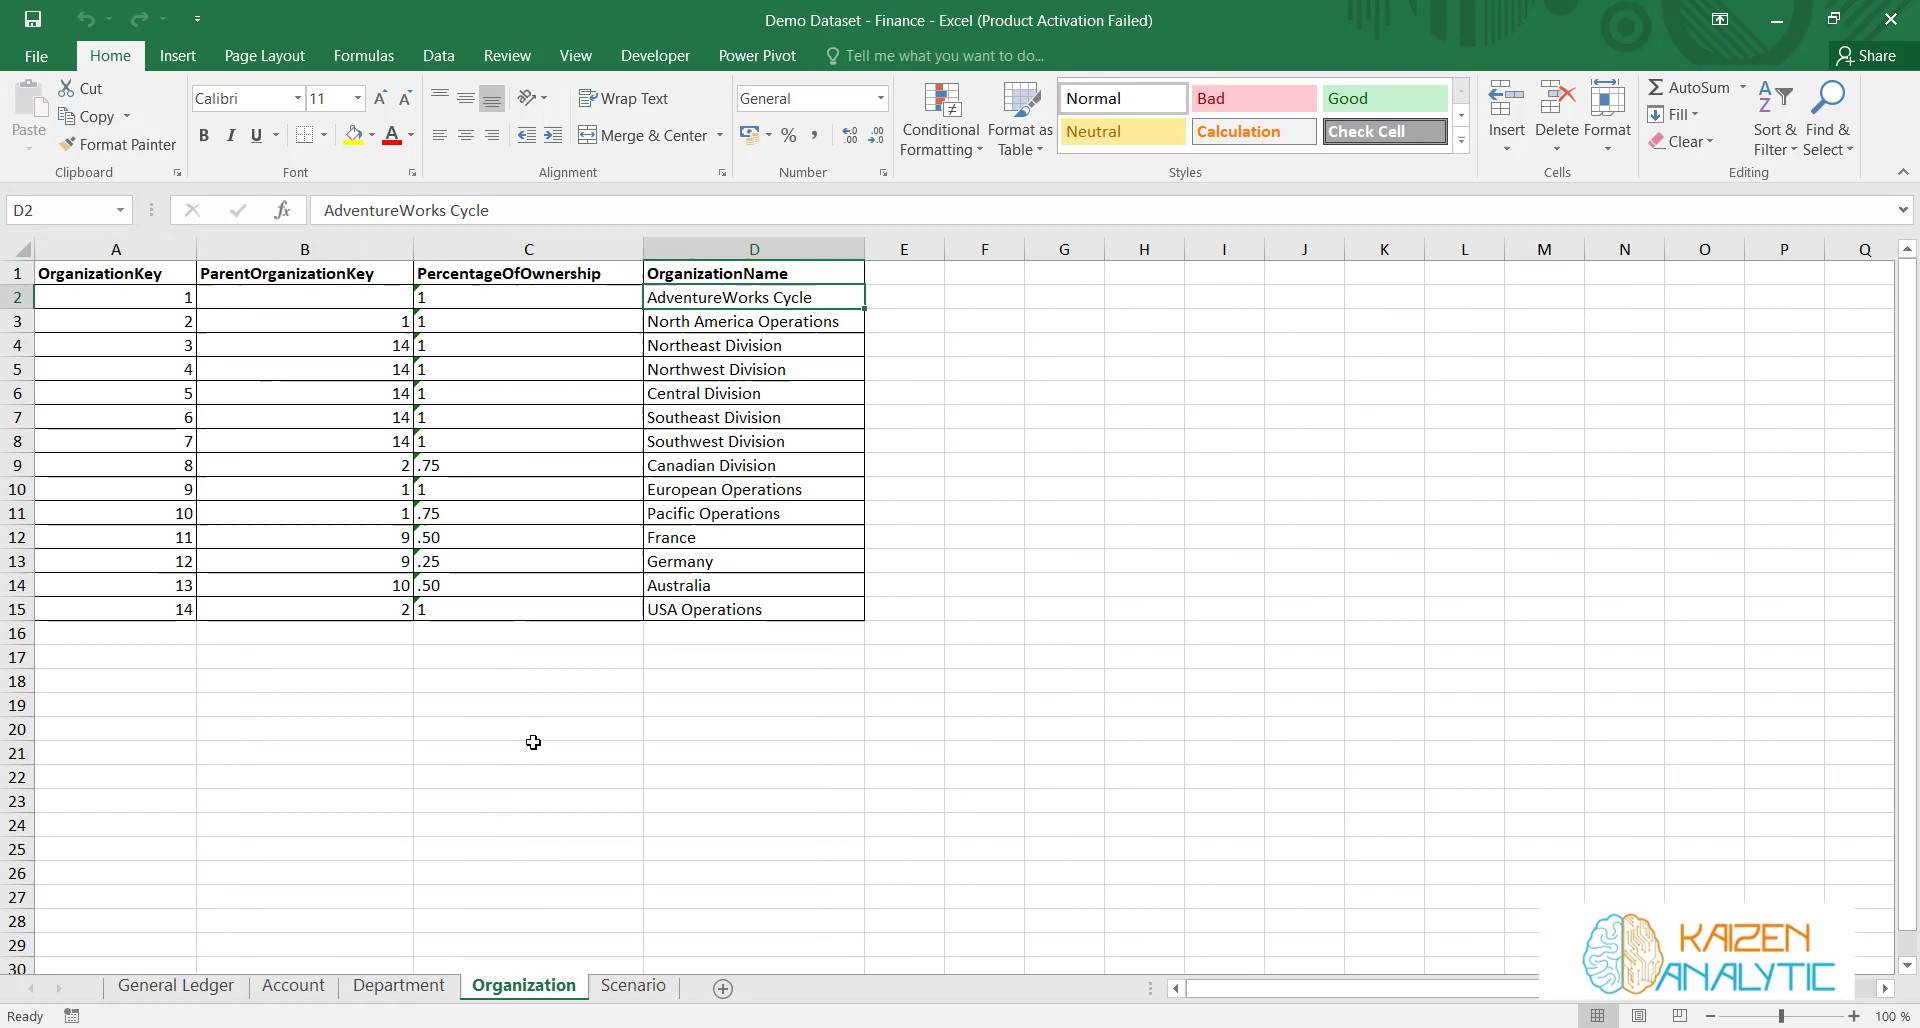 Demo Dataset - Finance - Excel (Product Activation Failed)
File Home Insert Page Layout Formulas Data Review View Developer Power Pivot Tell me what you want to do... Share
Paste Cut Copy Format Painter Clipboard
Calibri 11 A A B I U A Font
Wrap Text Merge & Center Alignment
General % , .00 Number
Conditional Formatting Format as Table
Normal Bad Good
Neutral Calculation Check Cell
Styles
Insert Delete Format Cells
AutoSum Fill Clear Sort & Filter Find & Select Editing
D2 fx AdventureWorks Cycle
A B C D E F G H I J K L M N O P Q
1 OrganizationKey ParentOrganizationKey PercentageOfOwnership OrganizationName
2 1 1 AdventureWorks Cycle
3 2 1 1 North America Operations
4 3 14 1 Northeast Division
5 4 14 1 Northwest Division
6 5 14 1 Central Division
7 6 14 1 Southeast Division
8 7 14 1 Southwest Division
9 8 2 .75 Canadian Division
10 9 1 1 European Operations
11 10 1 .75 Pacific Operations
12 11 9 .50 France
13 12 9 .25 Germany
14 13 10 .50 Australia
15 14 2 1 USA Operations
16
17
18
19
20
21
22
23
24
25
26
27
28
29
30
KAIZEN
ANALYTIC
General Ledger Account Department Organization Scenario
Ready 100 %